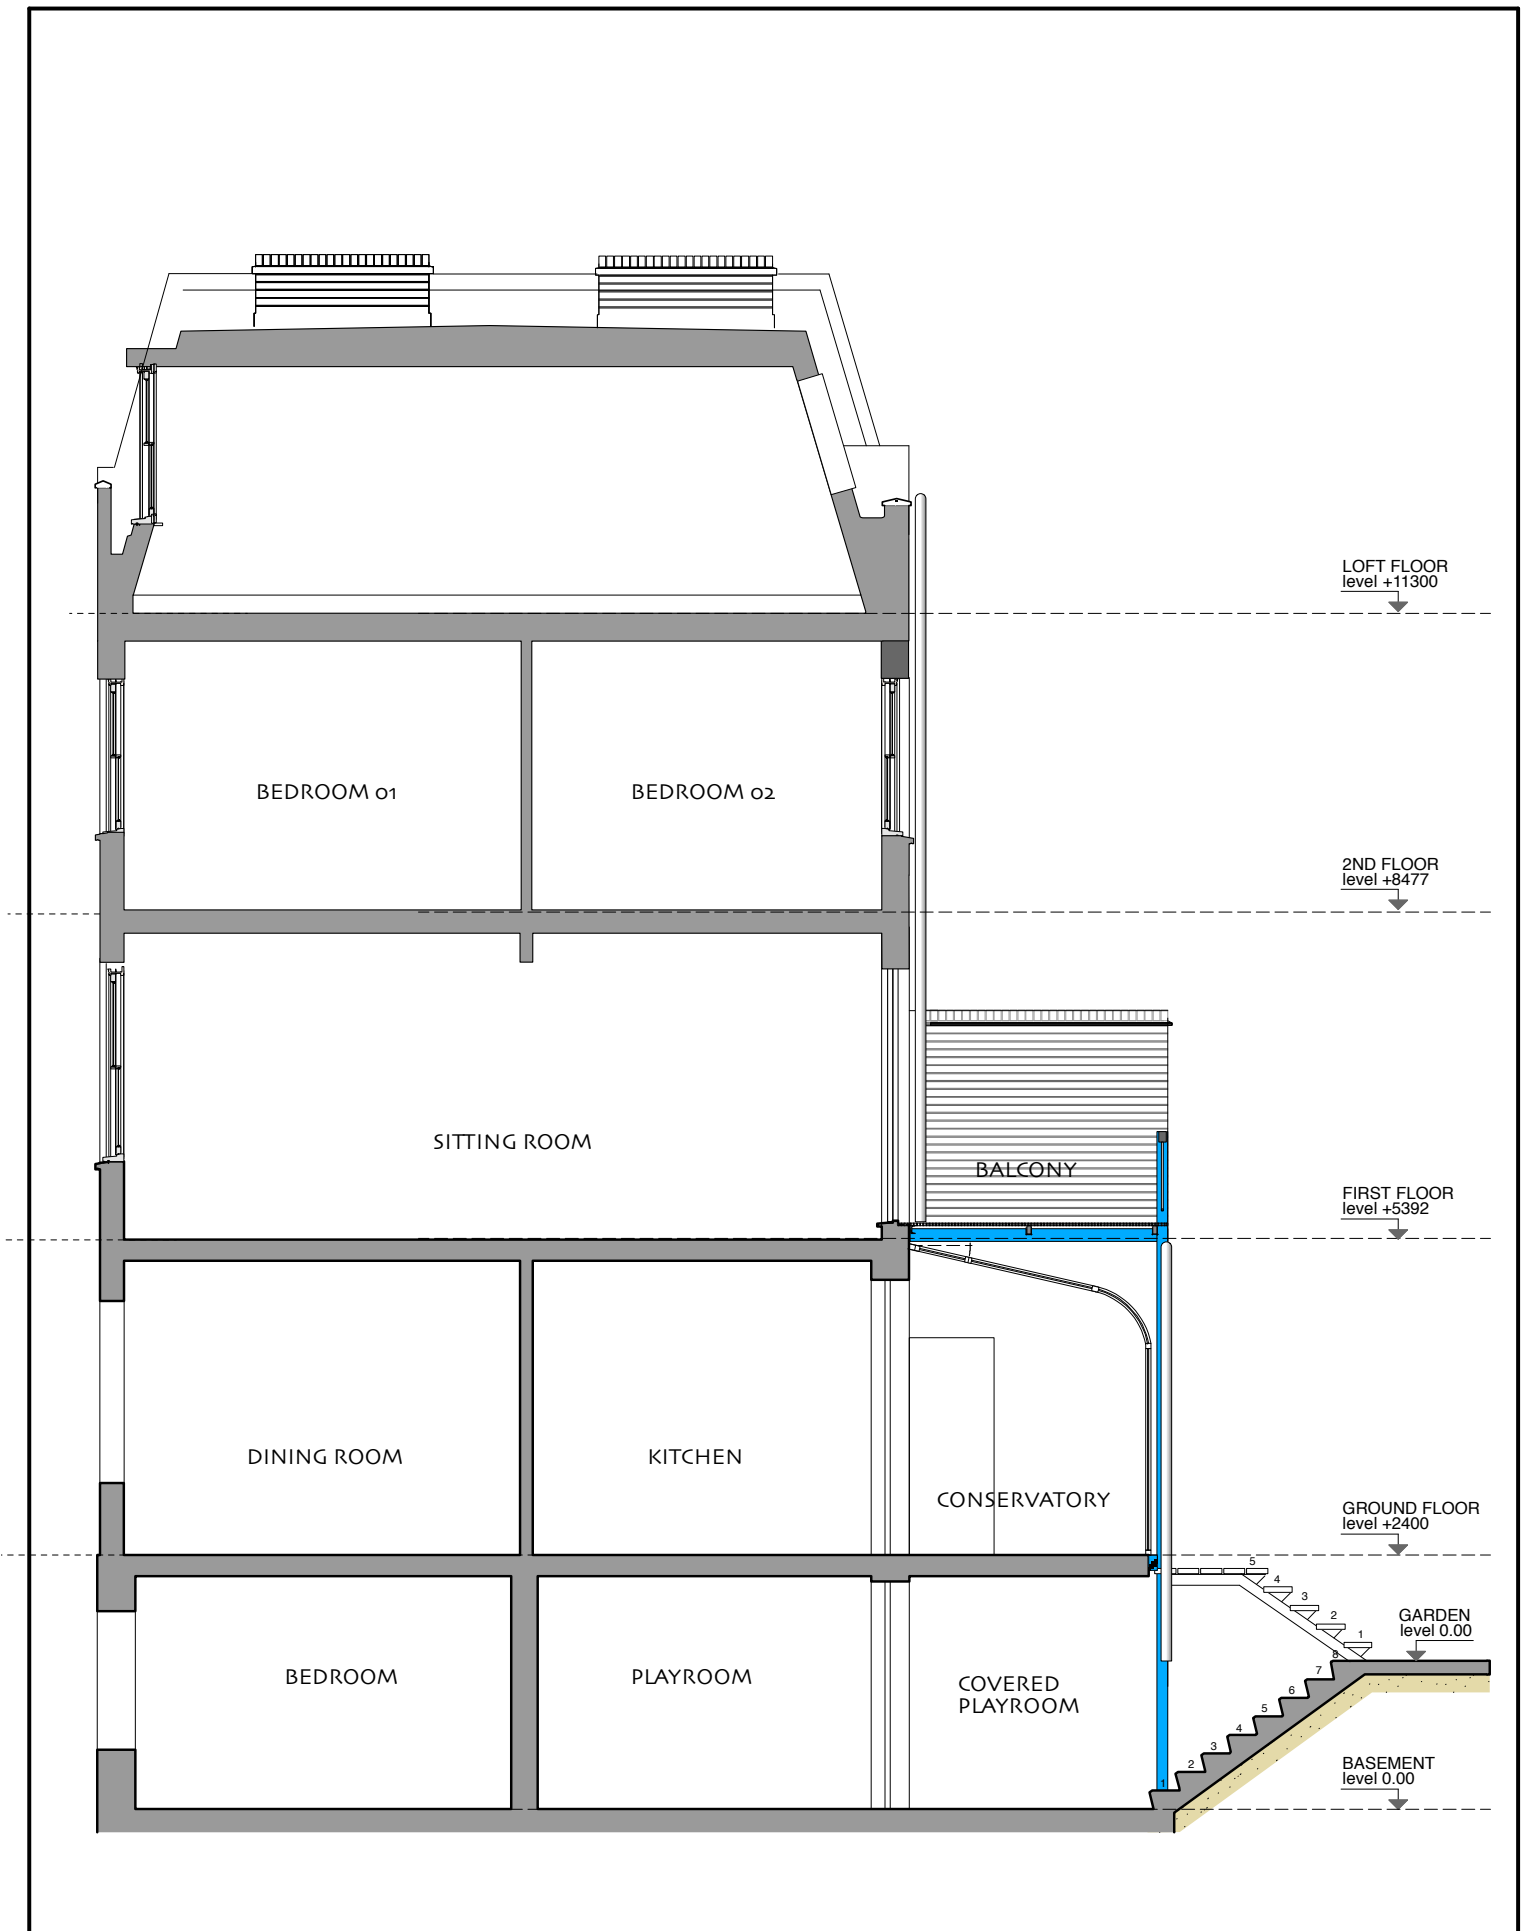 LOFT FLOOR
level +11300
BEDROOM 01
BEDROOM 02
2ND FLOOR
level +8477
SITTING ROOM
BALCONY
FIRST FLOOR
level +5392
DINING ROOM
KITCHEN
CONSERVATORY
GROUND FLOOR
level +2400
5
4
3
2
1
GARDEN
level 0.00
BEDROOM
PLAYROOM
COVERED
PLAYROOM
8
7
6
5
4
3
2
1
BASEMENT
level 0.00